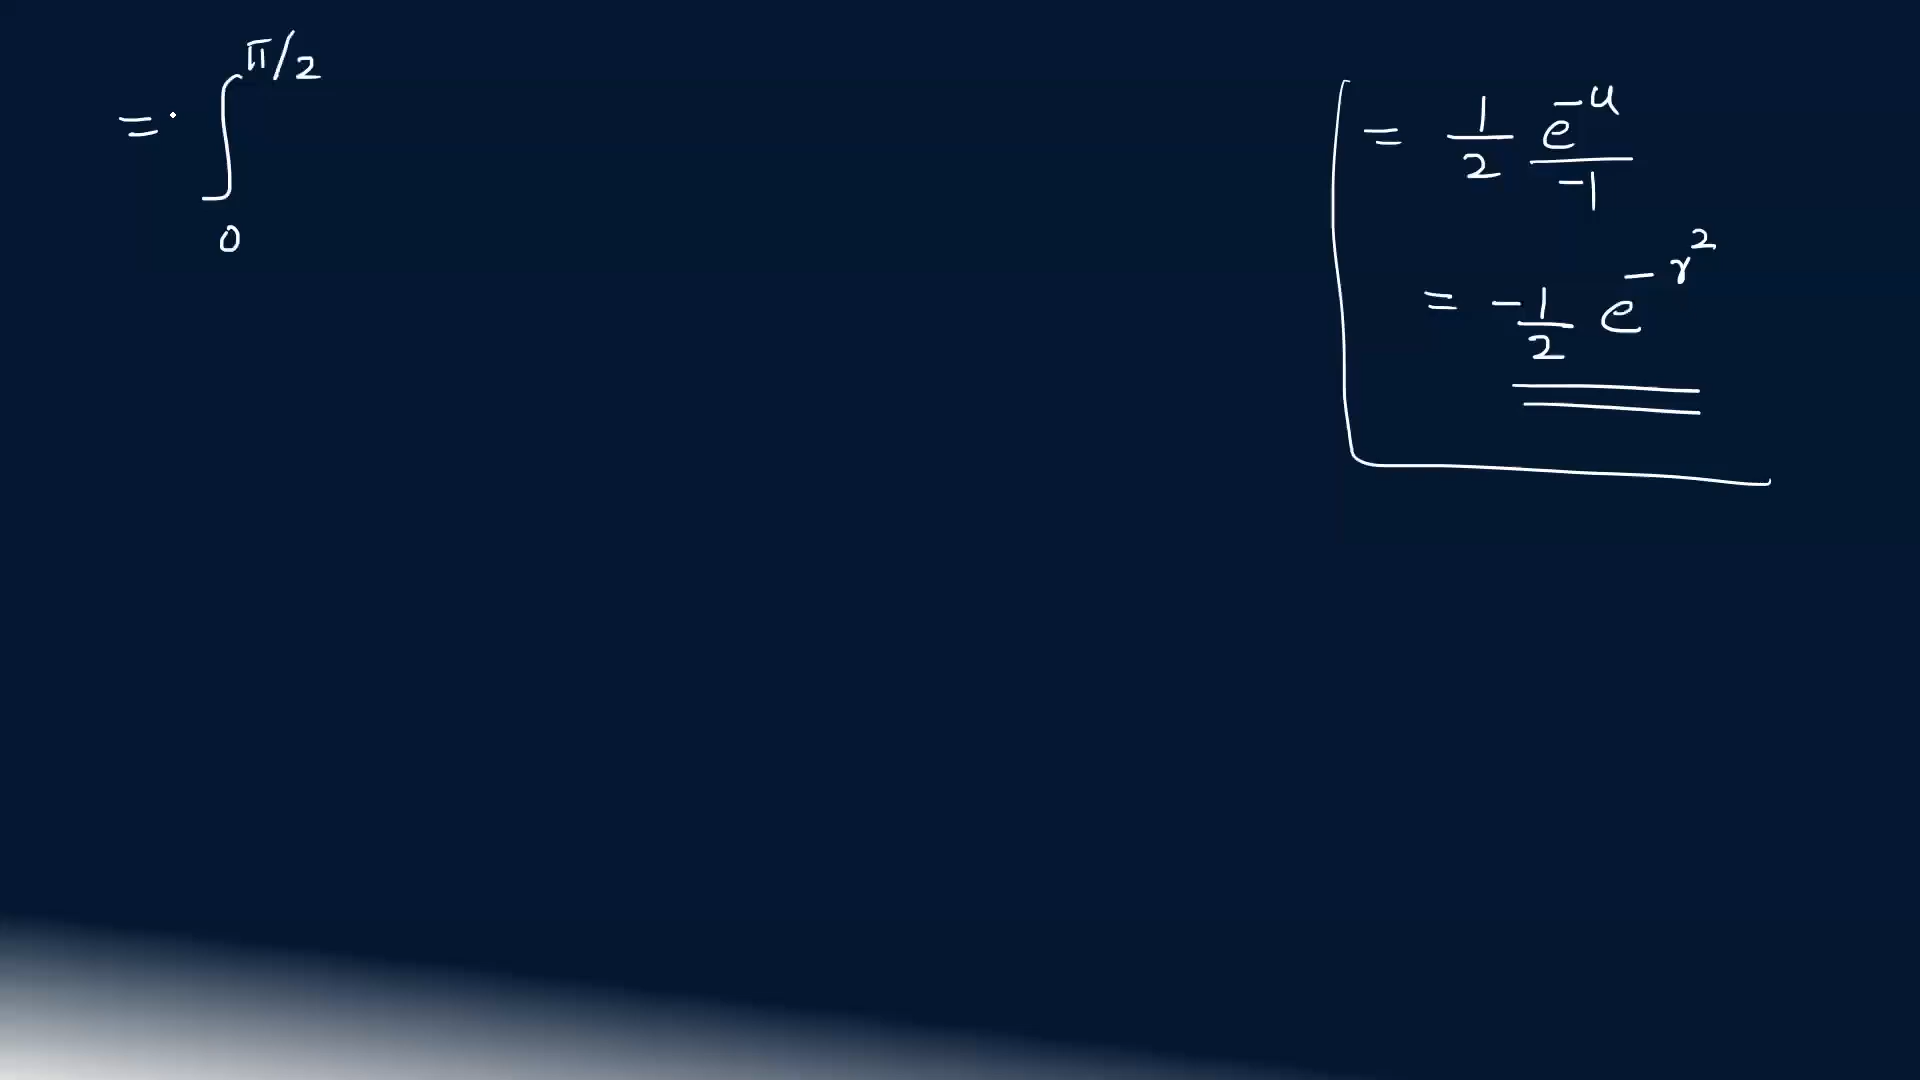 = ∫₀^{π/2}
= 1/2 e^{-u}/-1
= -1/2 e^{-r²}